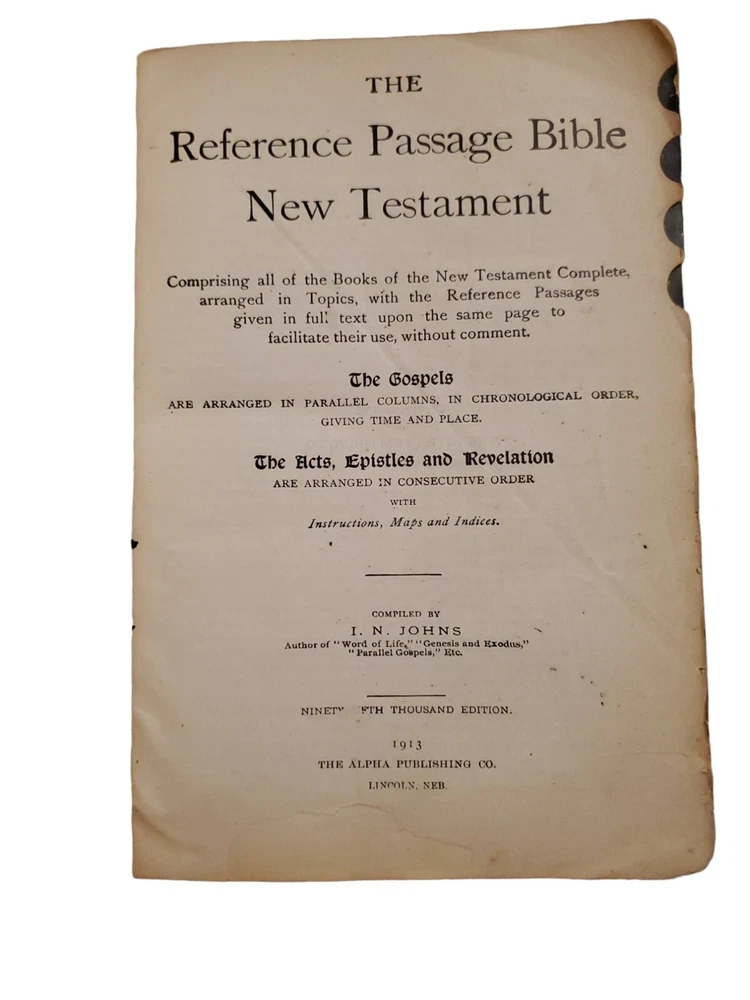 THE
Reference Passage Bible
New Testament
Comprising all of the Books of the New Testament Complete,
arranged in Topics, with the Reference Passages
given in full text upon the same page to
facilitate their use, without comment.
The Gospels
ARE ARRANGED IN PARALLEL COLUMNS, IN CHRONOLOGICAL ORDER,
GIVING TIME AND PLACE.
The Acts, Epistles and Revelation
ARE ARRANGED IN CONSECUTIVE ORDER
WITH
Instructions, Maps and Indices.
COMPILED BY
I. N. JOHNS
Author of "Word of Life," "Genesis and Exodus,"
"Parallel Gospels," Etc.
THOUSAND EDITION.
1913
THE ALPHA PUBLISHING CO.
LINCOLN, NEB.